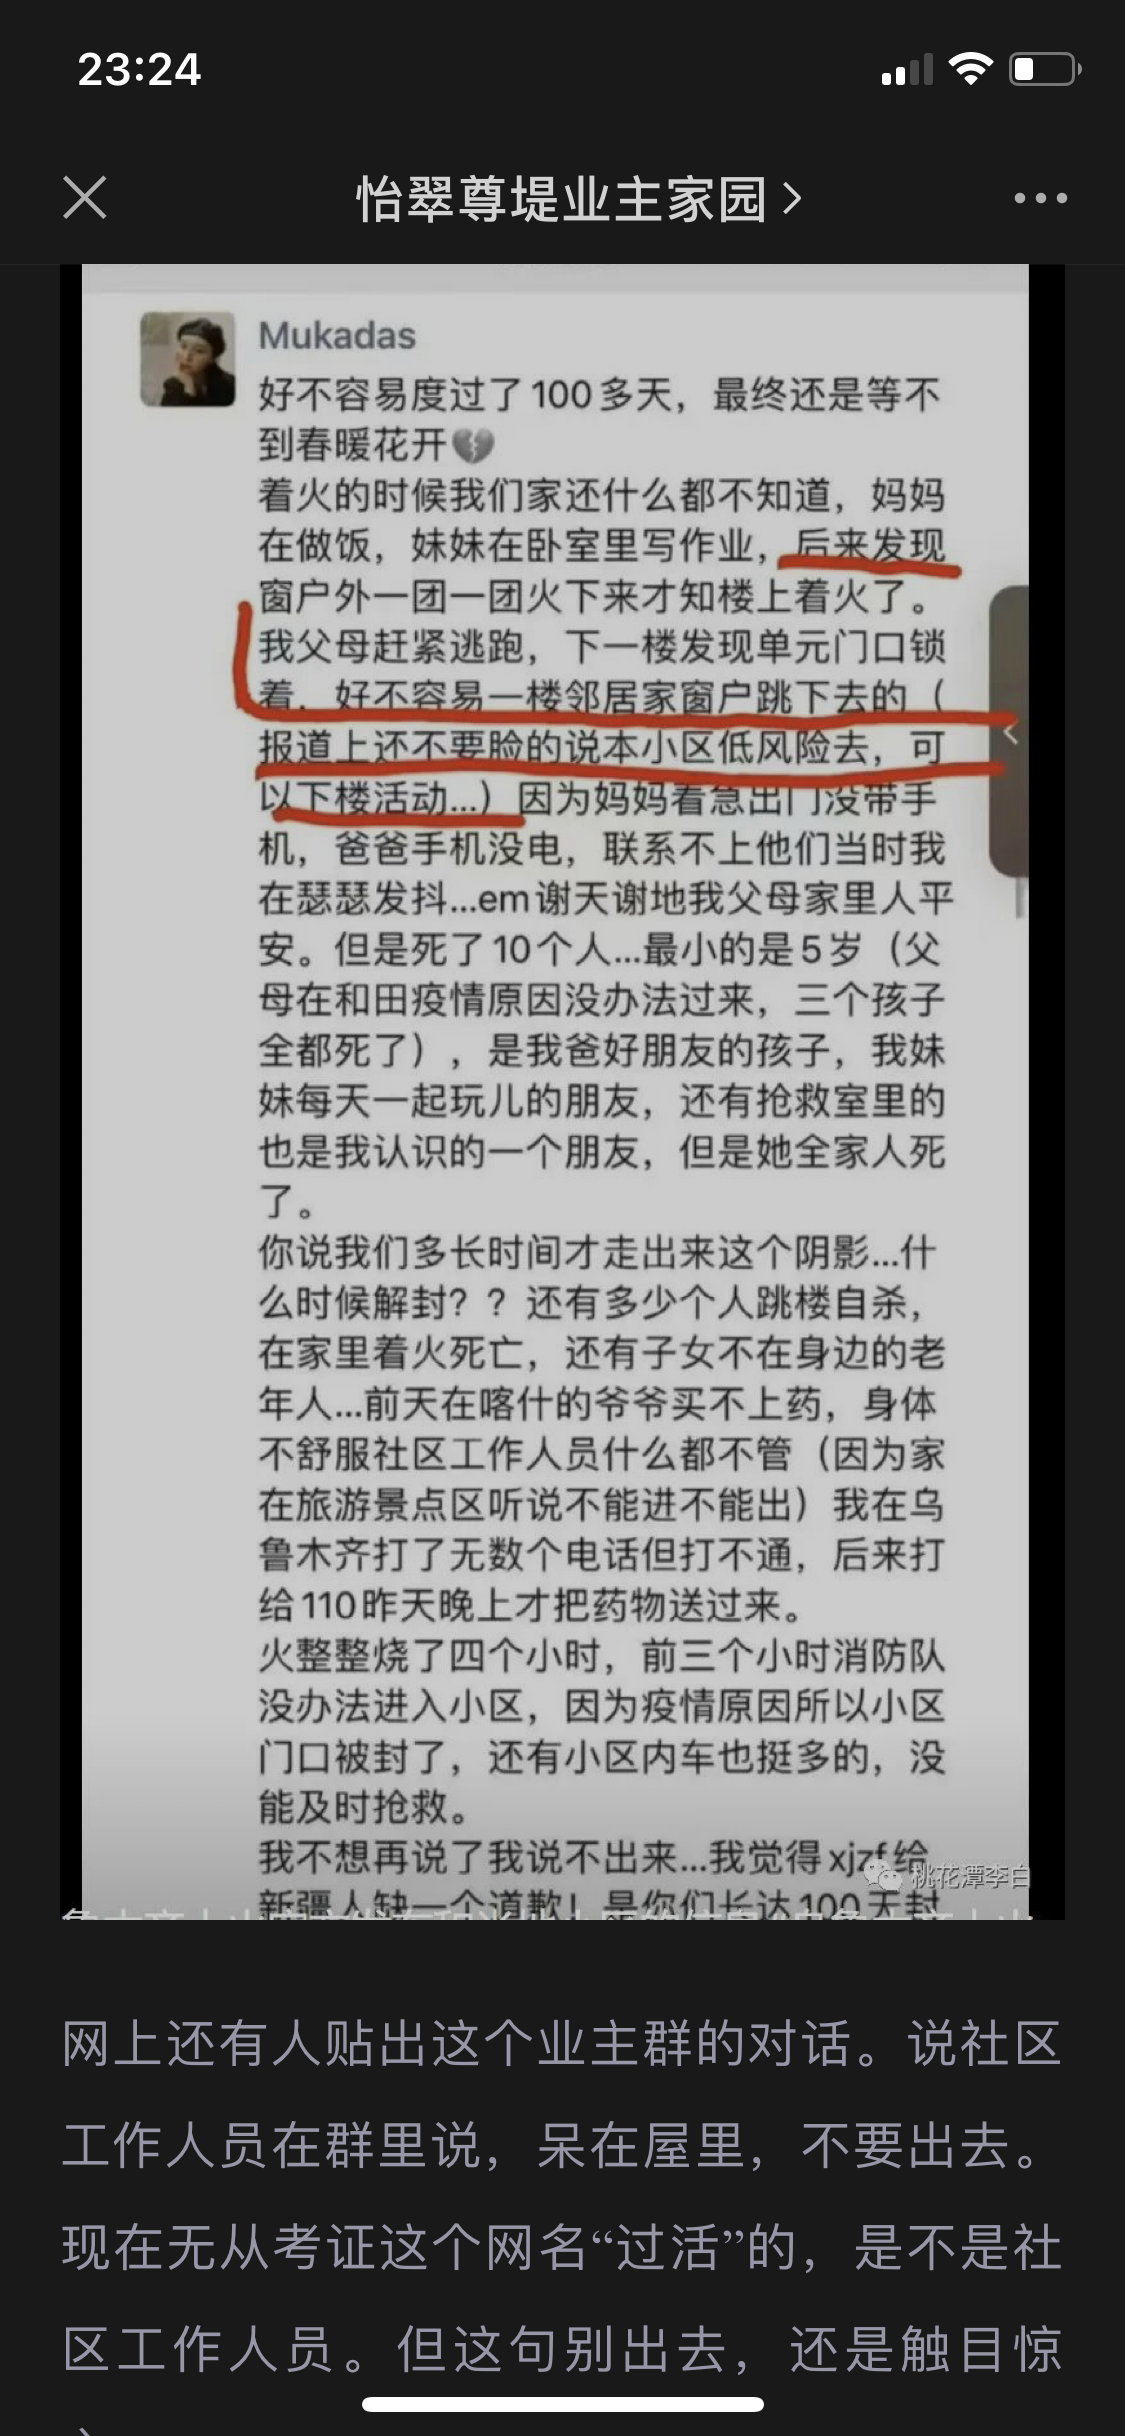 23:24
怡翠尊堤业主家园
Mukadas
好不容易度过了100多天，最终还是等不
到春暖花开💔
着火的时候我们家还什么都不知道，妈妈
在做饭，妹妹在卧室里写作业，后来发现
窗户外一团一团火下来才知楼上着火了。
我父母赶紧逃跑，下一楼发现单元门口锁
着，好不容易一楼邻居家窗户跳下去的（
报道上还不要脸的说本小区低风险去，可
以下楼活动...）因为妈妈着急出门没带手
机，爸爸手机没电，联系不上他们当时我
在瑟瑟发抖...em谢天谢地我父母家里人平
安。但是死了10个人...最小的是5岁（父
母在和田疫情原因没办法过来，三个孩子
全都死了），是我爸好朋友的孩子，我妹
妹每天一起玩儿的朋友，还有抢救室里的
也是我认识的一个朋友，但是她全家人死
了。
你说我们多长时间才走出来这个阴影...什
么时候解封？？还有多少个人跳楼自杀，
在家里着火死亡，还有子女不在身边的老
年人...前天在喀什的爷爷买不上药，身体
不舒服社区工作人员什么都不管（因为家
在旅游景点区听说不能进不能出）我在乌
鲁木齐打了无数个电话但打不通，后来打
给110昨天晚上才把药物送过来。
火整整烧了四个小时，前三个小时消防队
没办法进入小区，因为疫情原因所以小区
门口被封了，还有小区内车也挺多的，没
能及时抢救。
我不想再说了我说不出来...我觉得xjzf给
桃花潭李白
新疆人缺一个道歉！是你们长达100天封
网上还有人贴出这个业主群的对话。说社区
工作人员在群里说，呆在屋里，不要出去。
现在无从考证这个网名“过活”的，是不是社
区工作人员。但这句别出去，还是触目惊